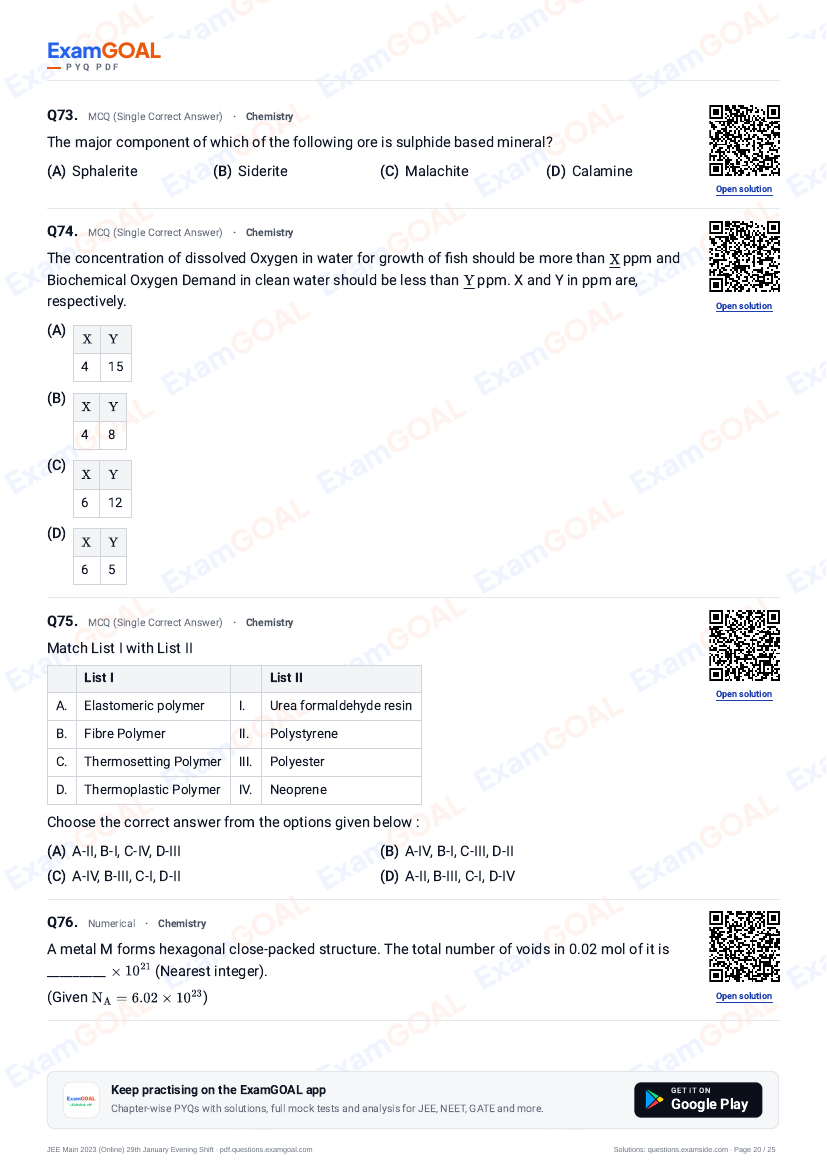 ExamGOAL
PYQ PDF
Q73. MCQ (Single Correct Answer) · Chemistry
The major component of which of the following ore is sulphide based mineral?
(A) Sphalerite (B) Siderite (C) Malachite (D) Calamine
Open solution
Q74. MCQ (Single Correct Answer) · Chemistry
The concentration of dissolved Oxygen in water for growth of fish should be more than X ppm and
Biochemical Oxygen Demand in clean water should be less than Y ppm. X and Y in ppm are,
respectively.
Open solution
(A)
X Y
4 15
(B)
X Y
4 8
(C)
X Y
6 12
(D)
X Y
6 5
Q75. MCQ (Single Correct Answer) · Chemistry
Match List I with List II
Open solution
List I List II
A. Elastomeric polymer I. Urea formaldehyde resin
B. Fibre Polymer II. Polystyrene
C. Thermosetting Polymer III. Polyester
D. Thermoplastic Polymer IV. Neoprene
Choose the correct answer from the options given below :
(A) A-II, B-I, C-IV, D-III (B) A-IV, B-I, C-III, D-II
(C) A-IV, B-III, C-I, D-II (D) A-II, B-III, C-I, D-IV
Q76. Numerical · Chemistry
A metal M forms hexagonal close-packed structure. The total number of voids in 0.02 mol of it is
________ × 10²¹ (Nearest integer).
(Given N_A = 6.02 × 10²³)
Open solution
Keep practising on the ExamGOAL app
Chapter-wise PYQs with solutions, full mock tests and analysis for JEE, NEET, GATE and more.
GET IT ON
Google Play
JEE Main 2023 (Online) 29th January Evening Shift · pdf.questions.examgoal.com
Solutions: questions.examside.com · Page 20 / 25